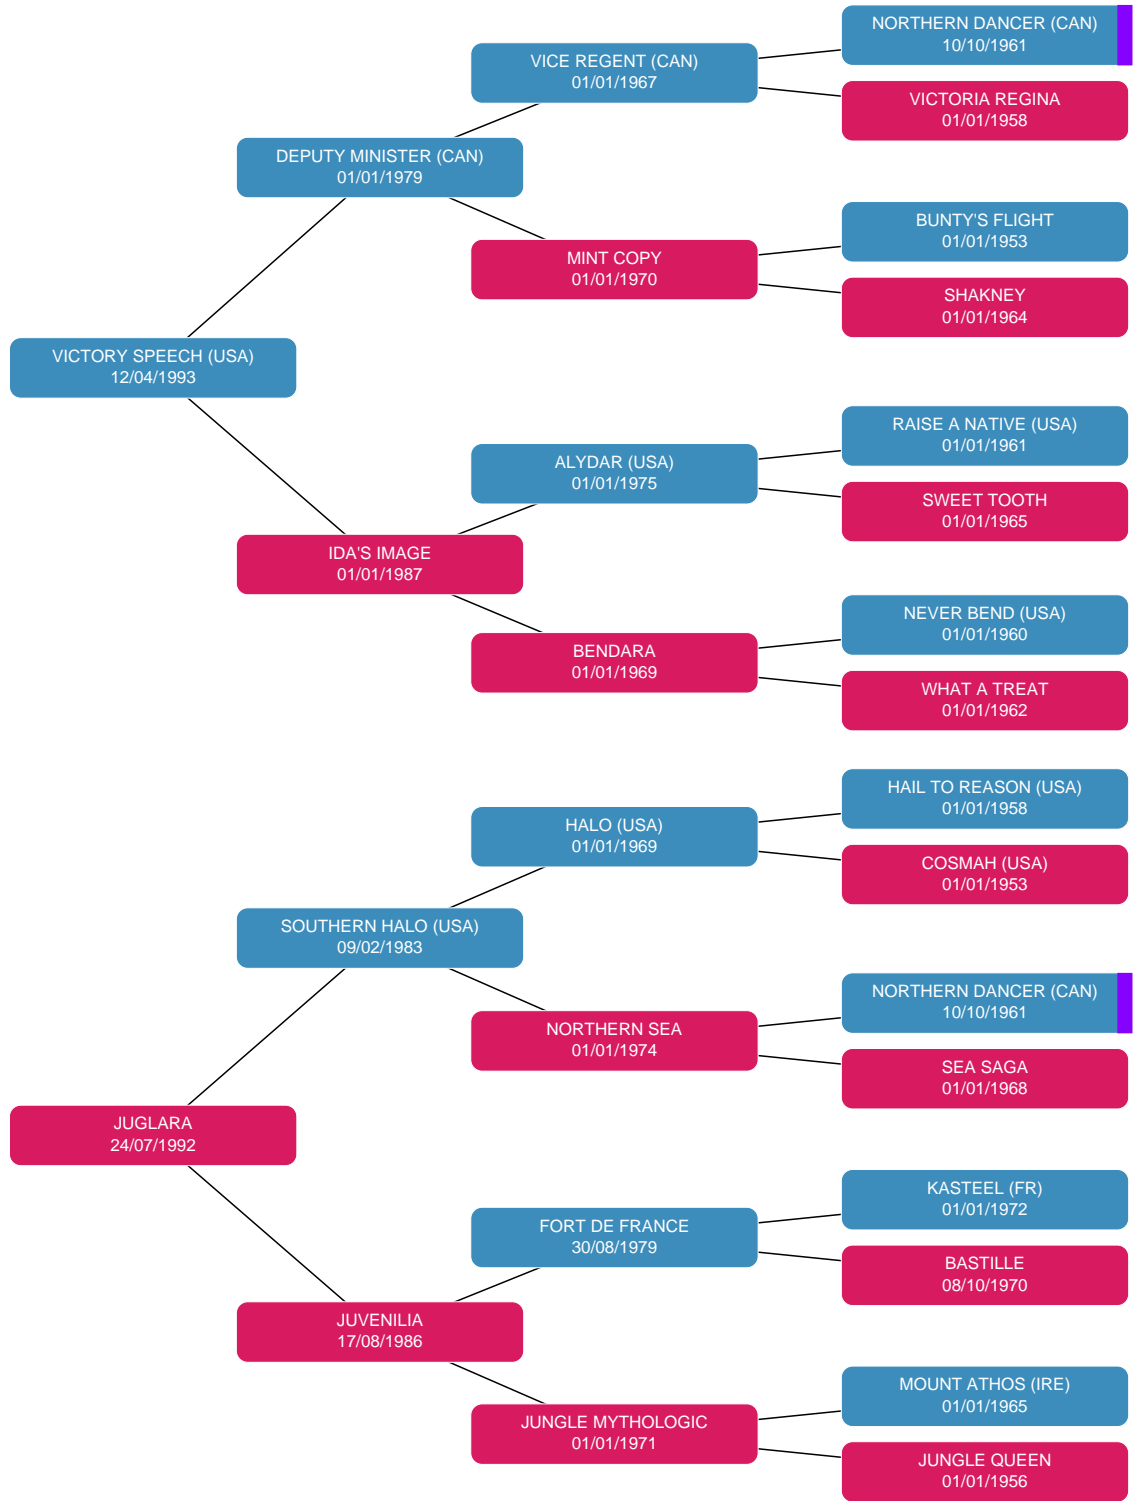 NORTHERN DANCER (CAN)
10/10/1961
VICE REGENT (CAN)
01/01/1967
VICTORIA REGINA
01/01/1958
DEPUTY MINISTER (CAN)
01/01/1979
BUNTY'S FLIGHT
01/01/1953
MINT COPY
01/01/1970
SHAKNEY
01/01/1964
VICTORY SPEECH (USA)
12/04/1993
RAISE A NATIVE (USA)
01/01/1961
ALYDAR (USA)
01/01/1975
SWEET TOOTH
01/01/1965
IDA'S IMAGE
01/01/1987
NEVER BEND (USA)
01/01/1960
BENDARA
01/01/1969
WHAT A TREAT
01/01/1962
HAIL TO REASON (USA)
01/01/1958
HALO (USA)
01/01/1969
COSMAH (USA)
01/01/1953
SOUTHERN HALO (USA)
09/02/1983
NORTHERN DANCER (CAN)
10/10/1961
NORTHERN SEA
01/01/1974
SEA SAGA
01/01/1968
JUGLARA
24/07/1992
KASTEEL (FR)
01/01/1972
FORT DE FRANCE
30/08/1979
BASTILLE
08/10/1970
JUVENILIA
17/08/1986
MOUNT ATHOS (IRE)
01/01/1965
JUNGLE MYTHOLOGIC
01/01/1971
JUNGLE QUEEN
01/01/1956